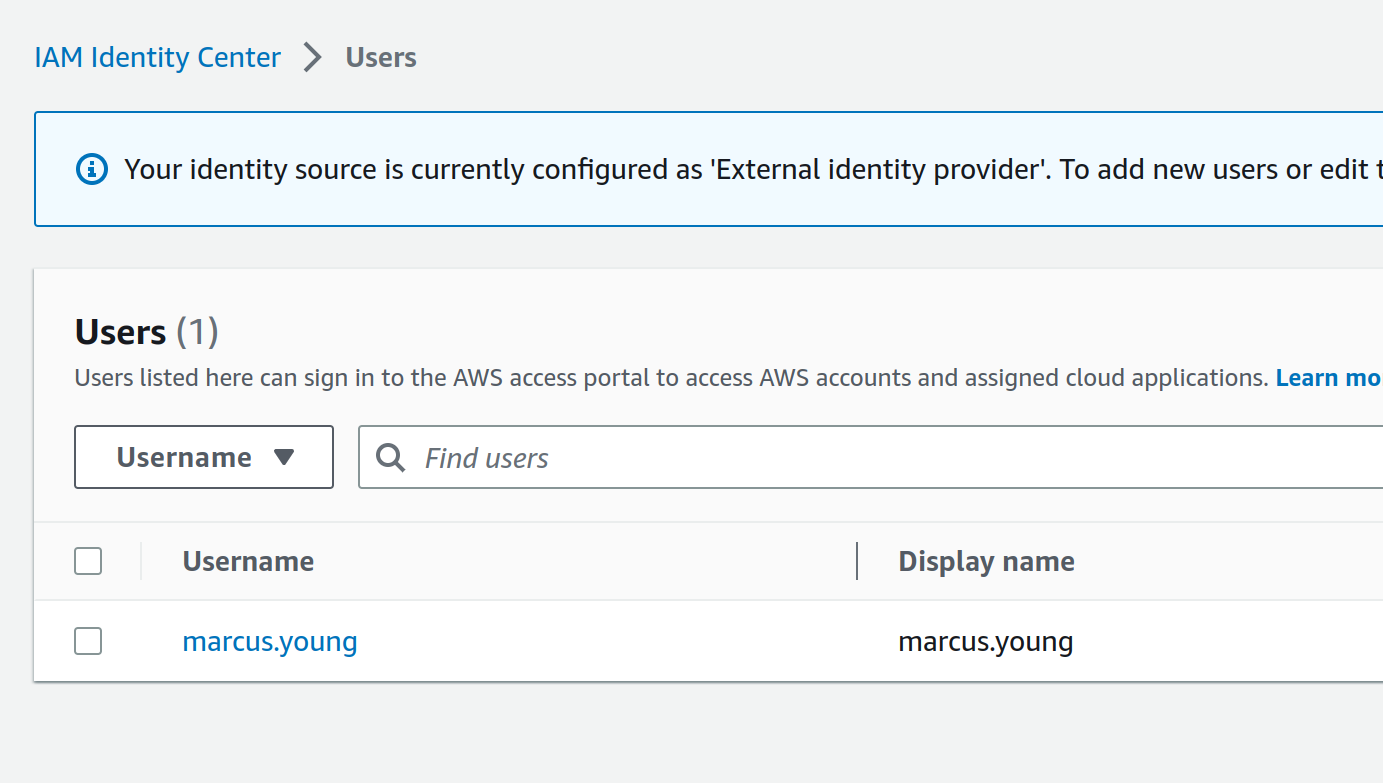 IAM Identity Center > Users
Your identity source is currently configured as 'External identity provider'. To add new users or edit
Users (1)
Users listed here can sign in to the AWS access portal to access AWS accounts and assigned cloud applications. Learn
Username
Find users
Username Display name
marcus.young marcus.young